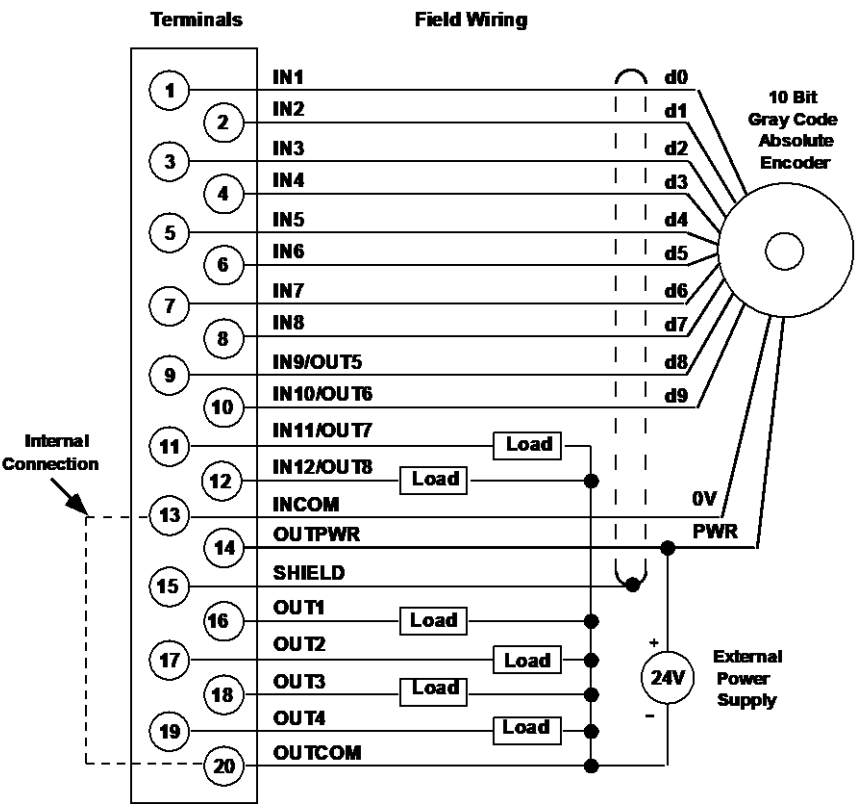 Terminals
Field Wiring
1
IN1
d0
2
IN2
d1
3
IN3
d2
4
IN4
d3
5
IN5
d4
6
IN6
d5
7
IN7
d6
8
IN8
d7
9
IN9/OUT5
d8
10
IN10/OUT6
d9
10 Bit
Gray Code
Absolute
Encoder
11
IN11/OUT7
Load
12
IN12/OUT8
Load
Internal
Connection
13
INCOM
0V
14
OUTPWR
PWR
15
SHIELD
16
OUT1
Load
17
OUT2
Load
18
OUT3
Load
19
OUT4
Load
20
OUTCOM
+
24V
-
External
Power
Supply